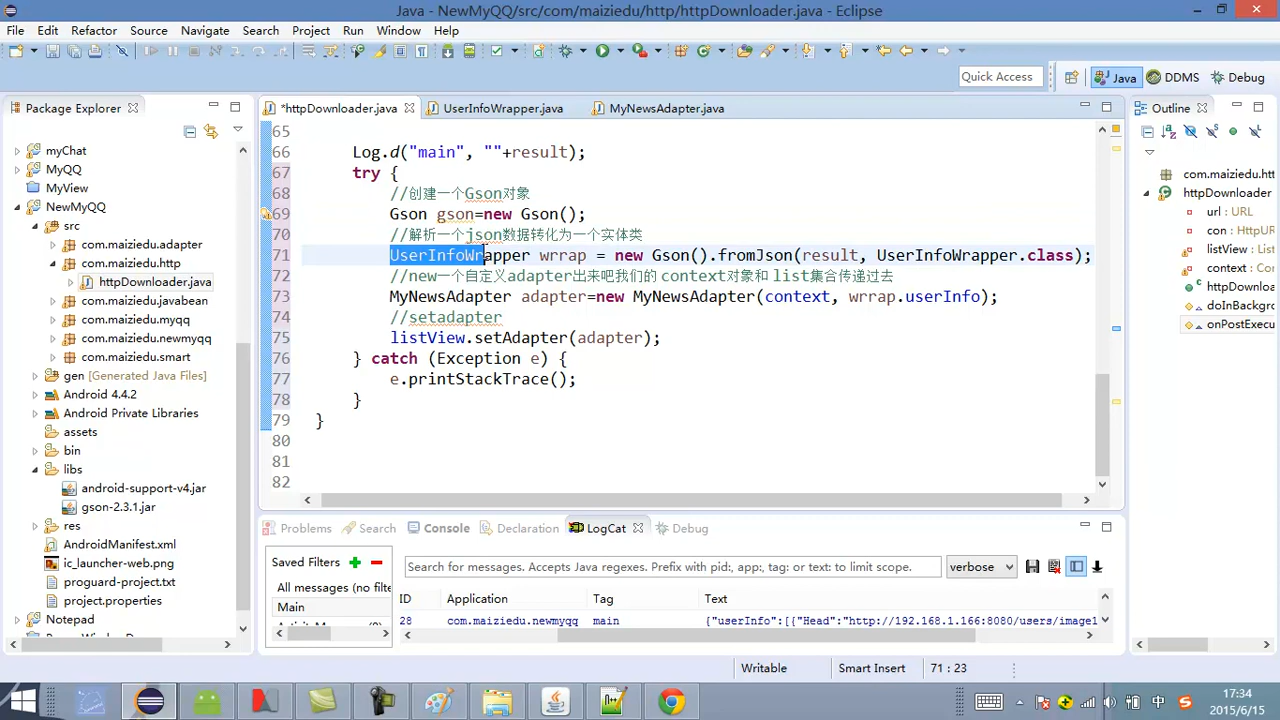 Java - NewMyQQ/src/com/maiziedu/http/httpDownloader.java - Eclipse
File Edit Refactor Source Navigate Search Project Run Window Help
Quick Access
Java DDMS Debug
Package Explorer
*httpDownloader.java UserInfoWrapper.java MyNewsAdapter.java
Outline
myChat
MyQQ
MyView
NewMyQQ
src
com.maiziedu.adapter
com.maiziedu.http
httpDownloader.java
com.maiziedu.javabean
com.maiziedu.myqq
com.maiziedu.newmyqq
com.maiziedu.smart
gen [Generated Java Files]
Android 4.4.2
Android Private Libraries
assets
bin
libs
android-support-v4.jar
gson-2.3.1.jar
res
AndroidManifest.xml
ic_launcher-web.png
proguard-project.txt
project.properties
Notepad
65
66 Log.d("main", ""+result);
67 try {
68 //创建一个Gson对象
69 Gson gson=new Gson();
70 //解析一个json数据转化为一个实体类
71 UserInfoWrapper wrrap = new Gson().fromJson(result, UserInfoWrapper.class);
72 //new一个自定义adapter出来吧我们的 context对象和 list集合传递过去
73 MyNewsAdapter adapter=new MyNewsAdapter(context, wrrap.userInfo);
74 //setadapter
75 listView.setAdapter(adapter);
76 } catch (Exception e) {
77 e.printStackTrace();
78 }
79 }
80
81
82
com.maiziedu.htt
httpDownloader
url : URL
con : HttpUR
listView : List
context : Co
httpDownloa
doInBackgro
onPostExecu
Problems Search Console Declaration LogCat Debug
Saved Filters
All messages (no filte
Main
Search for messages. Accepts Java regexes. Prefix with pid:, app:, tag: or text to limit scope.
verbose
ID Application Tag Text
28 com.maiziedu.newmyqq main {"userInfo":[{"Head":"http://192.168.1.166:8080/users/image1
Writable Smart Insert 71 : 23
中
17:34
2015/6/15